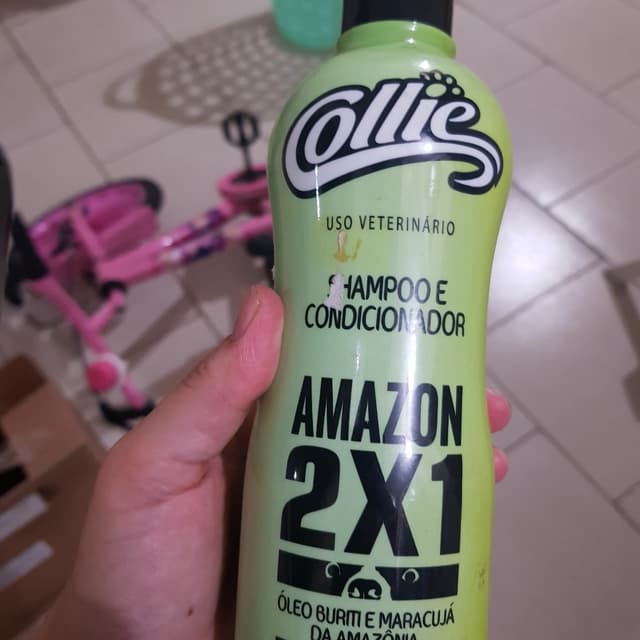 Collie
USO VETERINÁRIO
SHAMPOO E
CONDICIONADOR
AMAZON
2X1
ÓLEO BURITI E MARACUJÁ
DA AMAZÔNIA